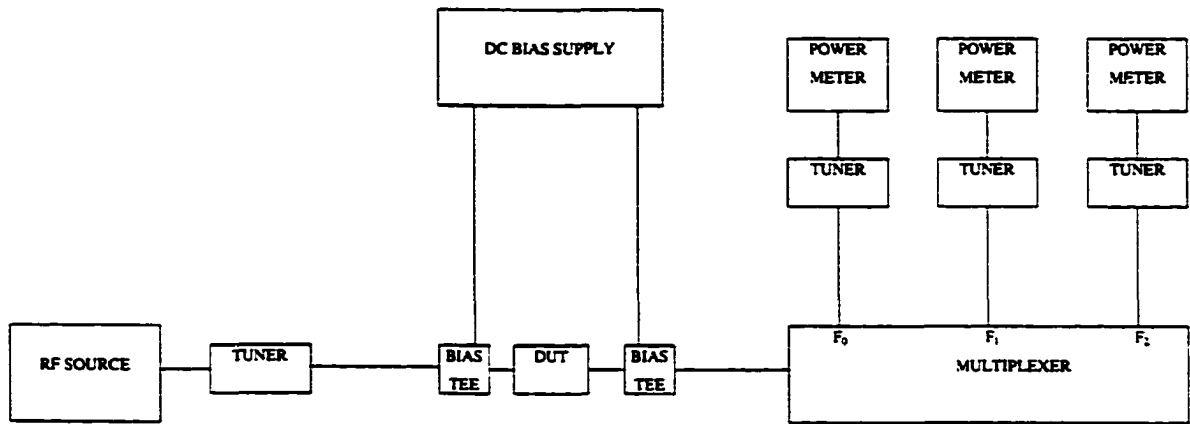 DC BIAS SUPPLY
POWER
METER
POWER
METER
POWER
METER
TUNER
TUNER
TUNER
RF SOURCE
TUNER
BIAS
TEE
DUT
BIAS
TEE
F₀
F₁
F₂
MULTIPLEXER